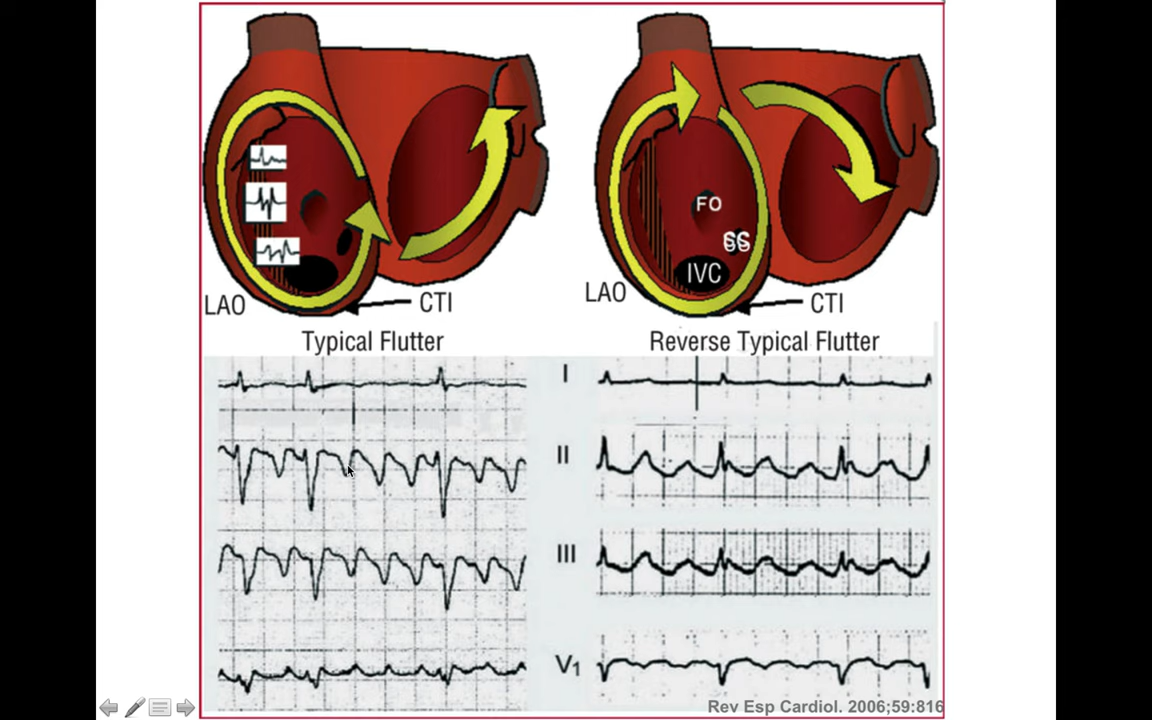 LAO
CTI
Typical Flutter
FO
IVC
LAO
CTI
Reverse Typical Flutter
I
II
III
V1
Rev Esp Cardiol. 2006;59:816